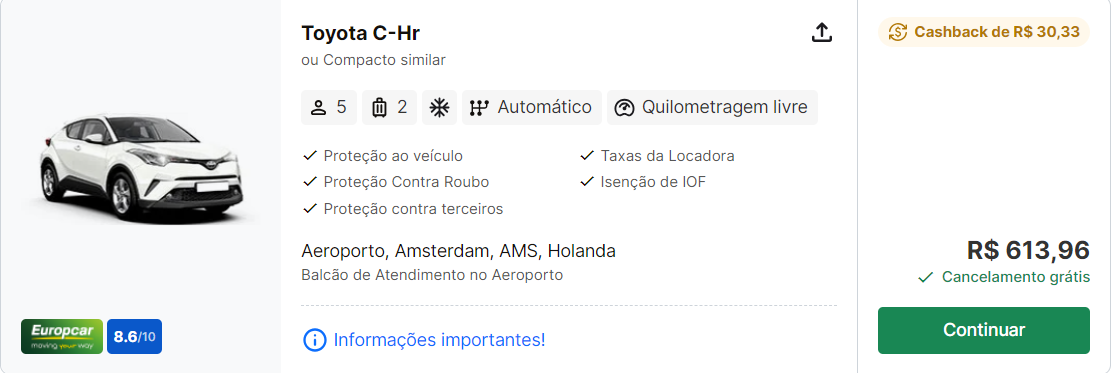 Toyota C-Hr
ou Compacto similar
5
2
Automático
Quilometragem livre
Proteção ao veículo
Taxas da Locadora
Proteção Contra Roubo
Isenção de IOF
Proteção contra terceiros
Aeroporto, Amsterdam, AMS, Holanda
Balcão de Atendimento no Aeroporto
Informações importantes!
Europcar
moving your way
8.6/10
Cashback de R$ 30,33
R$ 613,96
Cancelamento grátis
Continuar